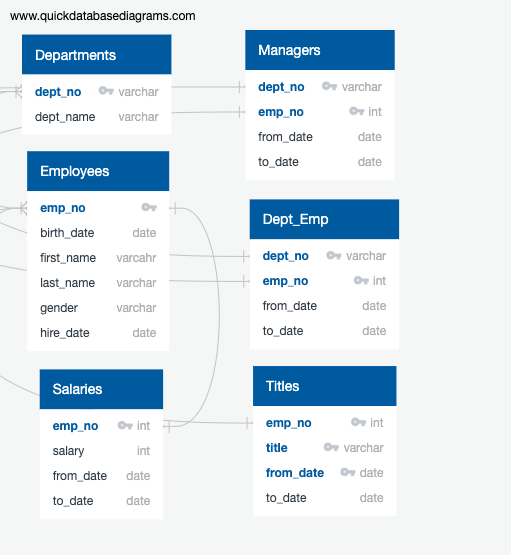 www.quickdatabasediagrams.com
Departments
dept_no varchar
dept_name varchar
Managers
dept_no varchar
emp_no int
from_date date
to_date date
Employees
emp_no
birth_date date
first_name varcahr
last_name varchar
gender varchar
hire_date date
Dept_Emp
dept_no varchar
emp_no int
from_date date
to_date date
Salaries
emp_no int
salary int
from_date date
to_date date
Titles
emp_no int
title varchar
from_date date
to_date date